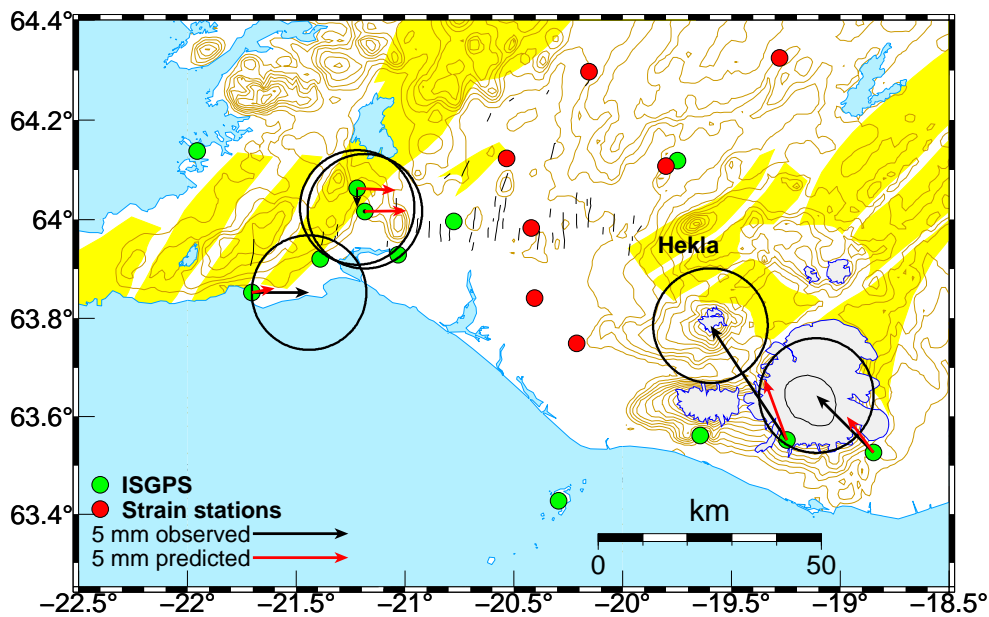 64.4°
64.2°
64°
63.8°
63.6°
63.4°
Hekla
ISGPS
Strain stations
5 mm observed
5 mm predicted
km
0 50
−22.5° −22° −21.5° −21° −20.5° −20° −19.5° −19° −18.5°